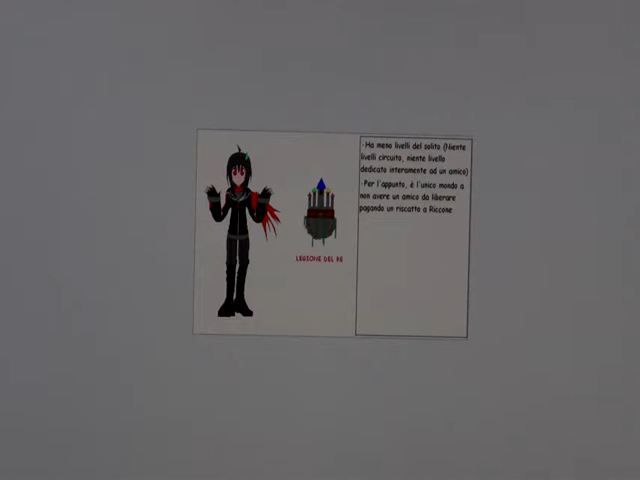 -Ha meno livelli del solito (Niente
livelli circuito, niente livello
dedicato interamente ad un amico)
-Per l'appunto, è l'unico mondo a
non avere un amico da liberare
pagando un riscatto a Riccone
LEGIONE DEL RE